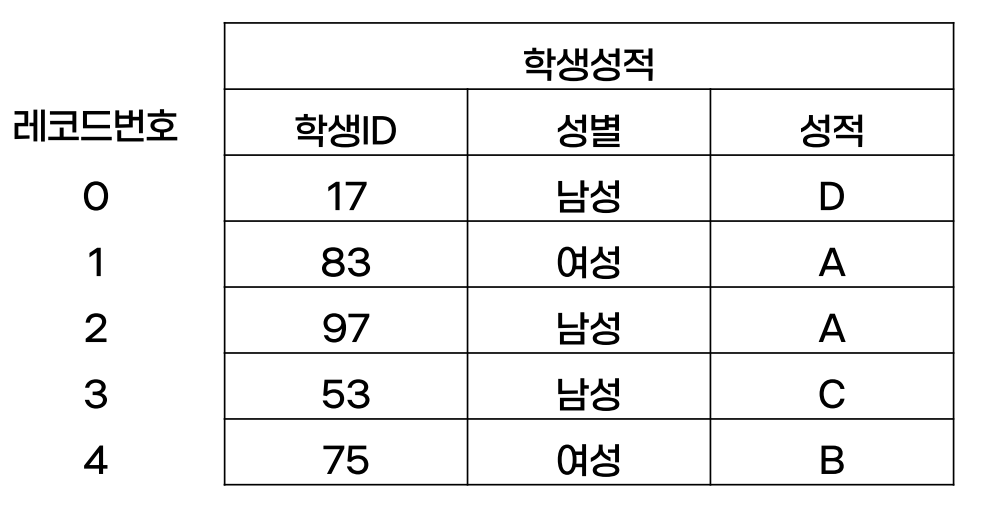 학생성적
레코드번호 학생ID 성별 성적
0 17 남성 D
1 83 여성 A
2 97 남성 A
3 53 남성 C
4 75 여성 B